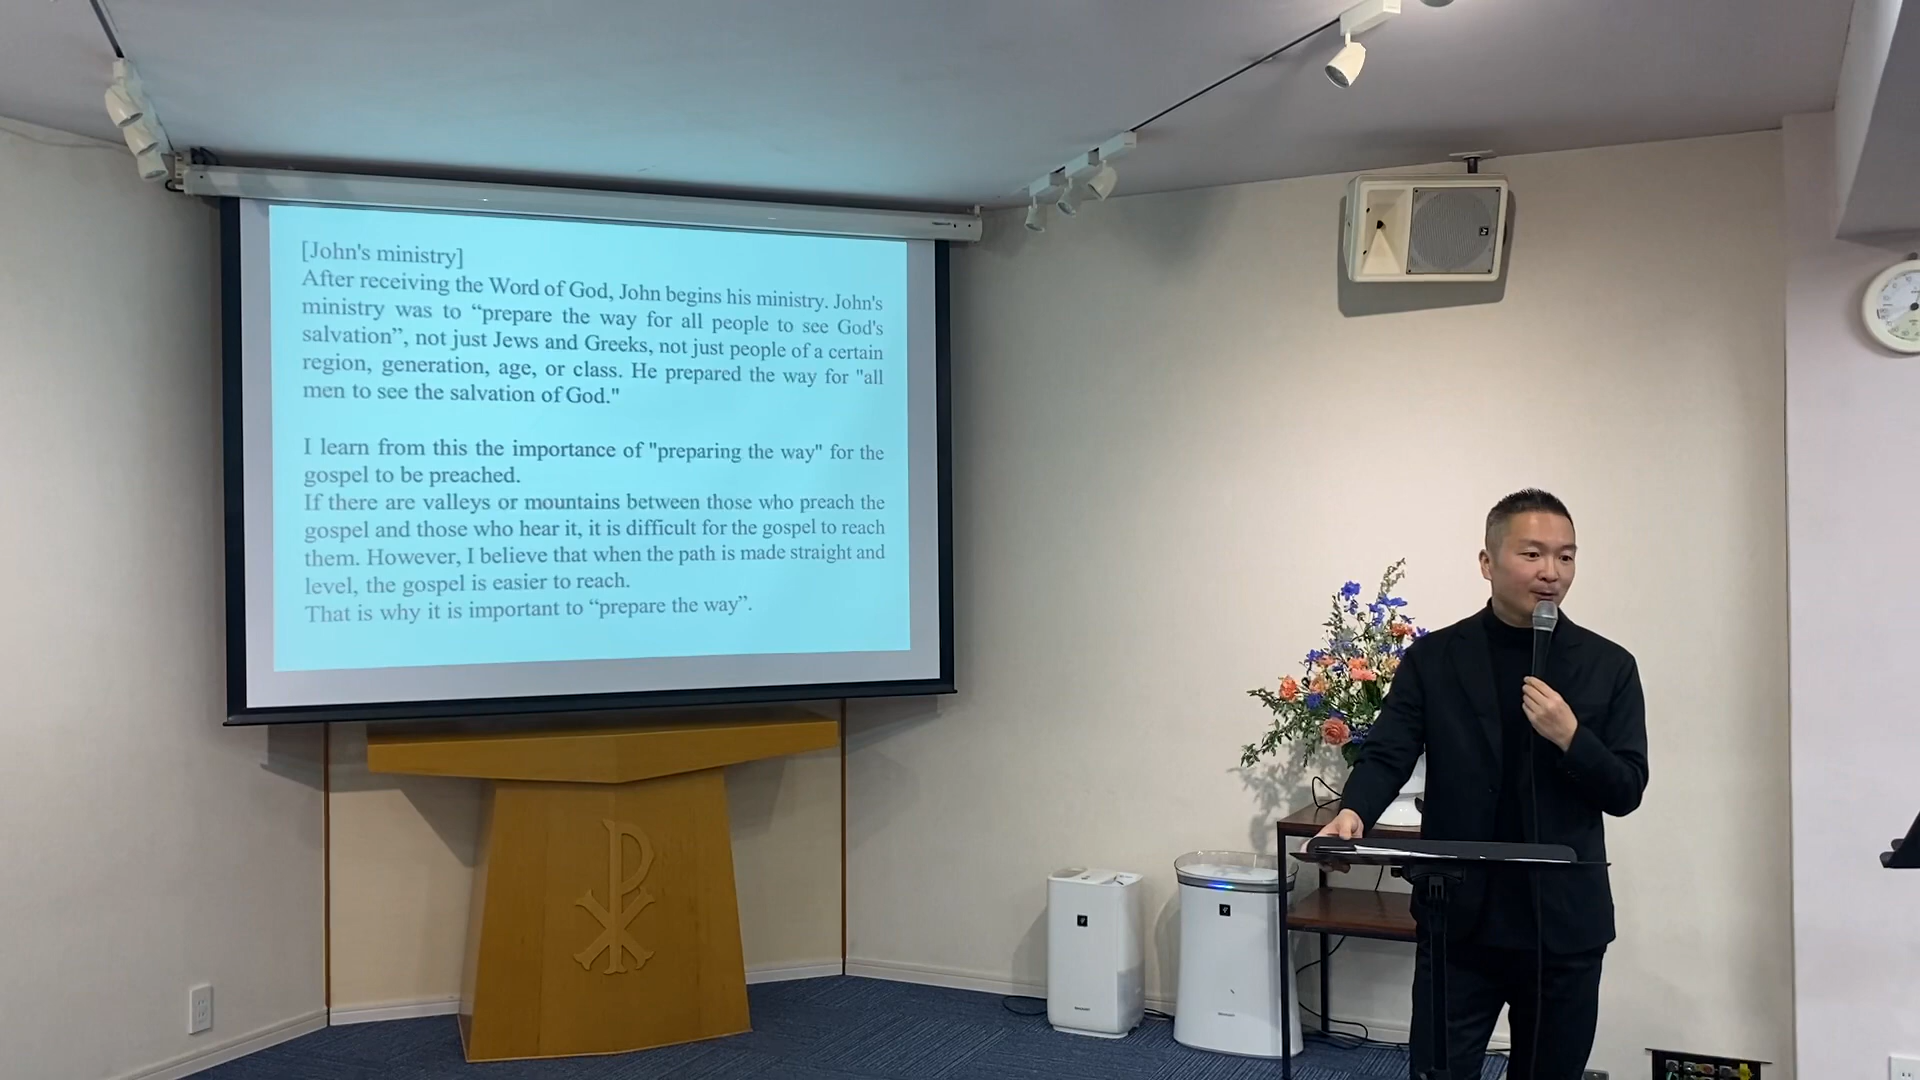 [John's ministry]
After receiving the Word of God, John begins his ministry. John's
ministry was to “prepare the way for all people to see God's
salvation”, not just Jews and Greeks, not just people of a certain
region, generation, age, or class. He prepared the way for "all
men to see the salvation of God."
I learn from this the importance of "preparing the way" for the
gospel to be preached.
If there are valleys or mountains between those who preach the
gospel and those who hear it, it is difficult for the gospel to reach
them. However, I believe that when the path is made straight and
level, the gospel is easier to reach.
That is why it is important to “prepare the way”.